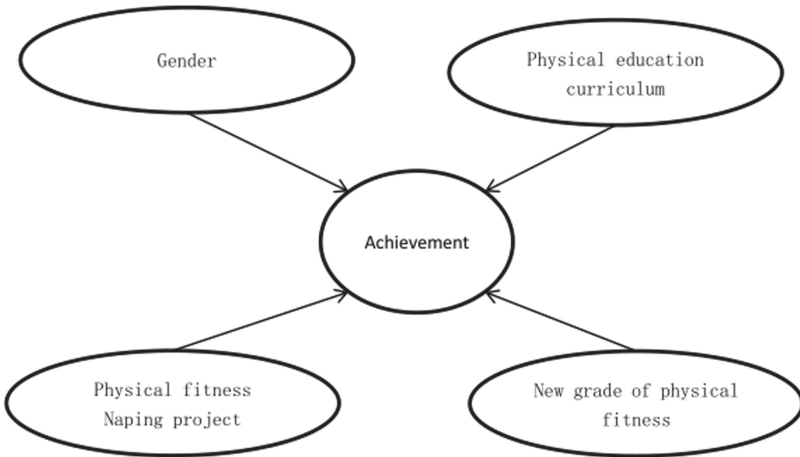 Gender
Physical education
curriculum
Achievement
Physical fitness
Naping project
New grade of physical
fitness